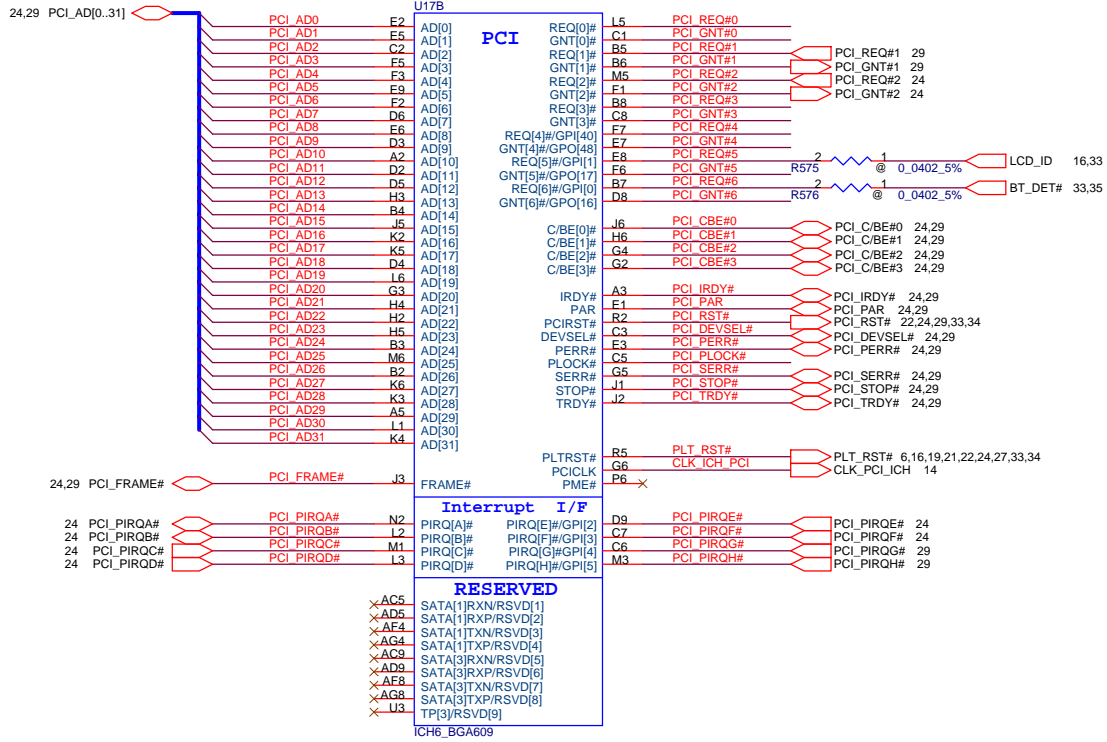 U17B
24,29 PCI_AD[0..31]
PCI
PCI_AD0 E2 AD[0] REQ[0]# L5 PCI_REQ#0
PCI_AD1 E5 AD[1] GNT[0]# C1 PCI_GNT#0
PCI_AD2 C2 AD[2] REQ[1]# B5 PCI_REQ#1 PCI_REQ#1 29
PCI_AD3 F5 AD[3] GNT[1]# B6 PCI_GNT#1 PCI_GNT#1 29
PCI_AD4 F3 AD[4] REQ[2]# M5 PCI_REQ#2 PCI_REQ#2 24
PCI_AD5 E9 AD[5] GNT[2]# F1 PCI_GNT#2 PCI_GNT#2 24
PCI_AD6 F2 AD[6] REQ[3]# B8 PCI_REQ#3
PCI_AD7 D6 AD[7] GNT[3]# C8 PCI_GNT#3
PCI_AD8 E6 AD[8] REQ[4]#/GPI[40] F7 PCI_REQ#4
PCI_AD9 D3 AD[9] GNT[4]#/GPO[48] E7 PCI_GNT#4
PCI_AD10 A2 AD[10] REQ[5]#/GPI[1] E8 PCI_REQ#5 R575 2 1 @ 0_0402_5% LCD_ID 16,33
PCI_AD11 D2 AD[11] GNT[5]#/GPO[17] F6 PCI_GNT#5
PCI_AD12 D5 AD[12] REQ[6]#/GPI[0] B7 PCI_REQ#6 R576 2 1 @ 0_0402_5% BT_DET# 33,35
PCI_AD13 H3 AD[13] GNT[6]#/GPO[16] D8 PCI_GNT#6
PCI_AD14 B4 AD[14]
PCI_AD15 J5 AD[15] C/BE[0]# J6 PCI_CBE#0 PCI_C/BE#0 24,29
PCI_AD16 K2 AD[16] C/BE[1]# H6 PCI_CBE#1 PCI_C/BE#1 24,29
PCI_AD17 K5 AD[17] C/BE[2]# G4 PCI_CBE#2 PCI_C/BE#2 24,29
PCI_AD18 D4 AD[18] C/BE[3]# G2 PCI_CBE#3 PCI_C/BE#3 24,29
PCI_AD19 L6 AD[19]
PCI_AD20 G3 AD[20] IRDY# A3 PCI_IRDY# PCI_IRDY# 24,29
PCI_AD21 H4 AD[21] PAR E1 PCI_PAR PCI_PAR 24,29
PCI_AD22 H2 AD[22] PCIRST# R2 PCI_RST# PCI_RST# 22,24,29,33,34
PCI_AD23 H5 AD[23] DEVSEL# C3 PCI_DEVSEL# PCI_DEVSEL# 24,29
PCI_AD24 B3 AD[24] PERR# E3 PCI_PERR# PCI_PERR# 24,29
PCI_AD25 M6 AD[25] PLOCK# C5 PCI_PLOCK#
PCI_AD26 B2 AD[26] SERR# G5 PCI_SERR# PCI_SERR# 24,29
PCI_AD27 K6 AD[27] STOP# J1 PCI_STOP# PCI_STOP# 24,29
PCI_AD28 K3 AD[28] TRDY# J2 PCI_TRDY# PCI_TRDY# 24,29
PCI_AD29 A5 AD[29]
PCI_AD30 L1 AD[30]
PCI_AD31 K4 AD[31]
PLTRST# R5 PLT_RST# PLT_RST# 6,16,19,21,22,24,27,33,34
PCICLK G6 CLK_ICH_PCI CLK_PCI_ICH 14
24,29 PCI_FRAME# PCI_FRAME# J3 FRAME# PME# P6
Interrupt I/F
24 PCI_PIRQA# PCI_PIRQA# N2 PIRQ[A]# PIRQ[E]#/GPI[2] D9 PCI_PIRQE# PCI_PIRQE# 24
24 PCI_PIRQB# PCI_PIRQB# L2 PIRQ[B]# PIRQ[F]#/GPI[3] C7 PCI_PIRQF# PCI_PIRQF# 24
24 PCI_PIRQC# PCI_PIRQC# M1 PIRQ[C]# PIRQ[G]#/GPI[4] C6 PCI_PIRQG# PCI_PIRQG# 29
24 PCI_PIRQD# PCI_PIRQD# L3 PIRQ[D]# PIRQ[H]#/GPI[5] M3 PCI_PIRQH# PCI_PIRQH# 29
RESERVED
AC5 SATA[1]RXN/RSVD[1]
AD5 SATA[1]RXP/RSVD[2]
AF4 SATA[1]TXN/RSVD[3]
AG4 SATA[1]TXP/RSVD[4]
AC9 SATA[3]RXN/RSVD[5]
AD9 SATA[3]RXP/RSVD[6]
AF8 SATA[3]TXN/RSVD[7]
AG8 SATA[3]TXP/RSVD[8]
U3 TP[3]/RSVD[9]
ICH6_BGA609